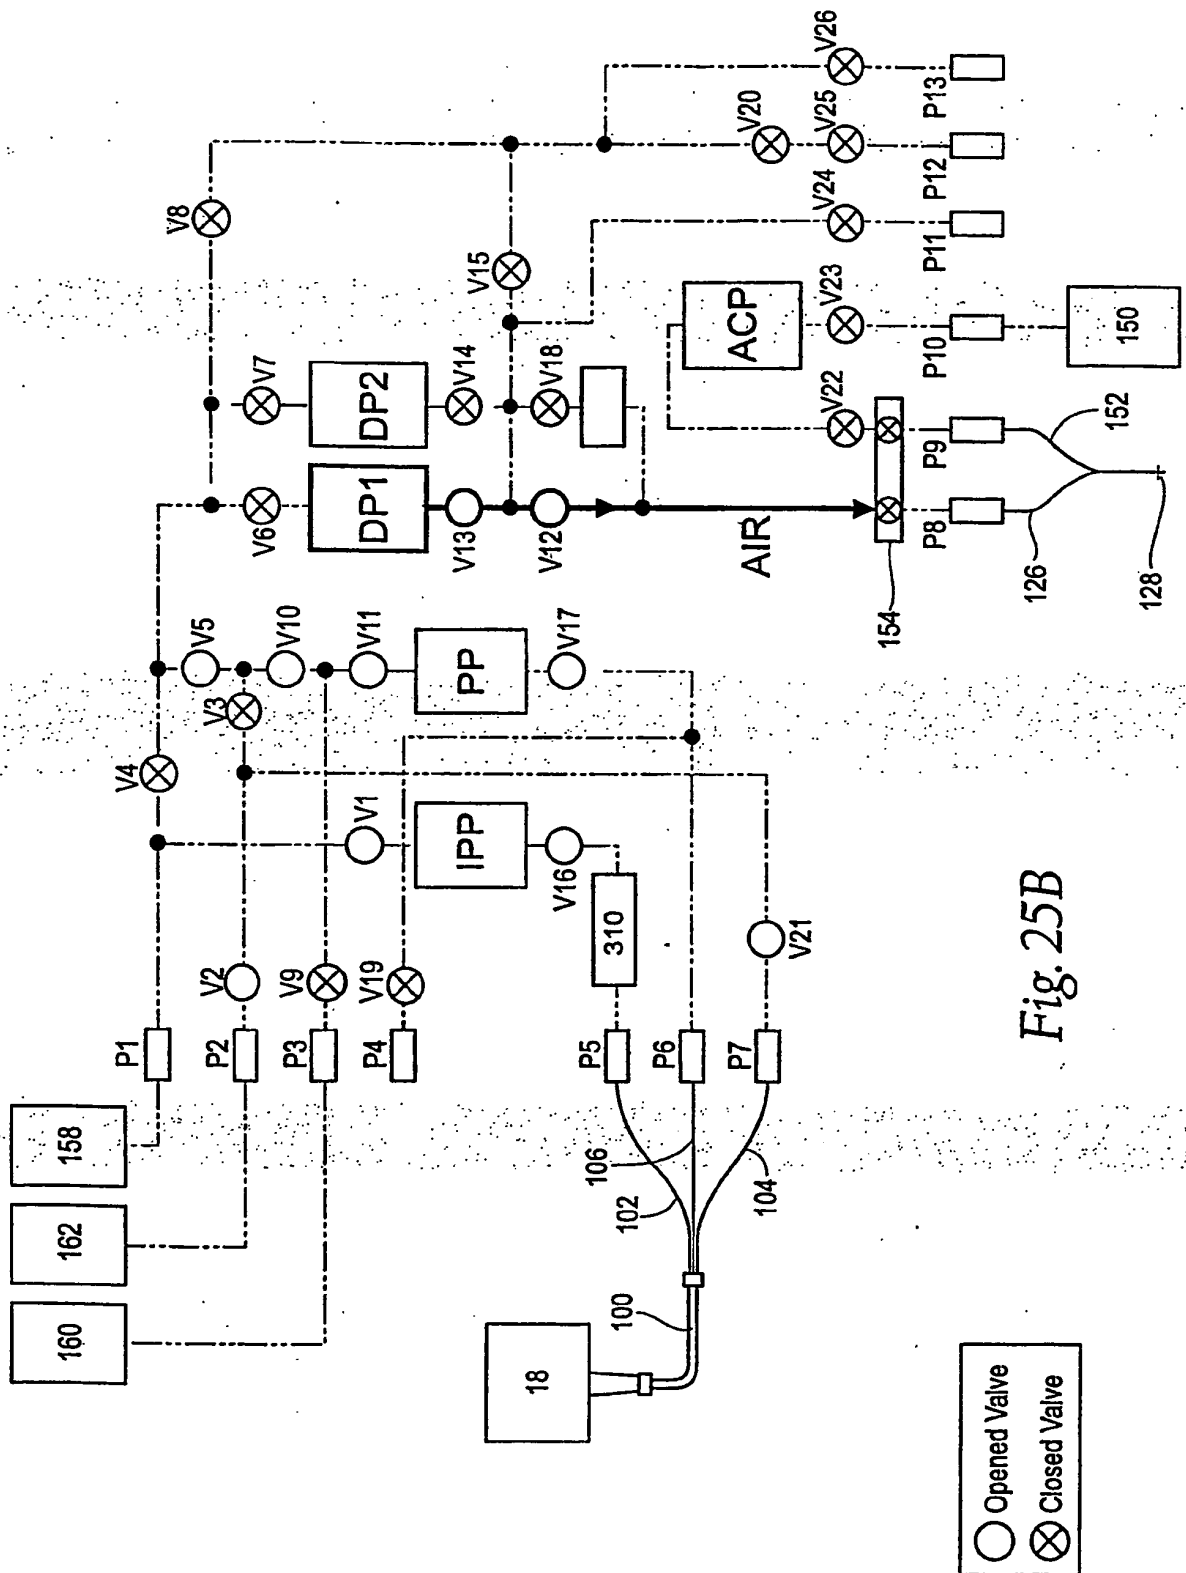 160
162
158
P1
P2
P3
P4
V2
V9
V19
V4
V3
V5
V10
V11
V1
IPP
V16
310
PP
V17
V6
V7
V8
DP1
DP2
V13
V14
V12
V18
V15
AIR
ACP
V20
V22
V23
V24
V25
V26
154
P8
P9
P10
P11
P12
P13
150
126
152
128
P5
P6
P7
V21
102
106
104
100
18
Opened Valve
Closed Valve
Fig. 25B